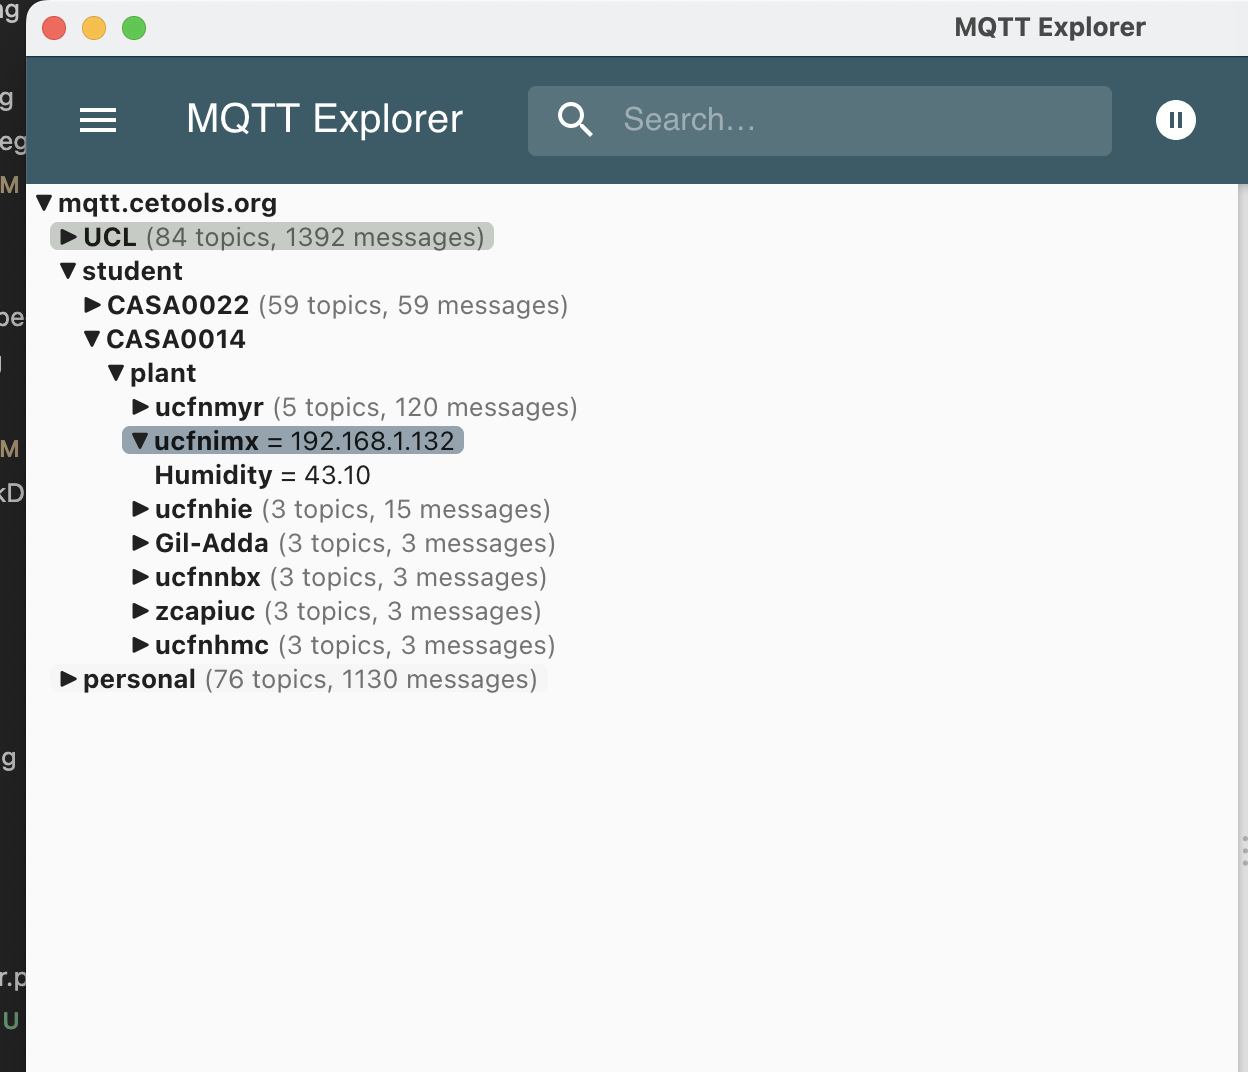 MQTT Explorer
MQTT Explorer
Search…
mqtt.cetools.org
UCL (84 topics, 1392 messages)
student
CASA0022 (59 topics, 59 messages)
CASA0014
plant
ucfnmyr (5 topics, 120 messages)
ucfnimx = 192.168.1.132
Humidity = 43.10
ucfnhie (3 topics, 15 messages)
Gil-Adda (3 topics, 3 messages)
ucfnnbx (3 topics, 3 messages)
zcapiuc (3 topics, 3 messages)
ucfnhmc (3 topics, 3 messages)
personal (76 topics, 1130 messages)
M
M
U